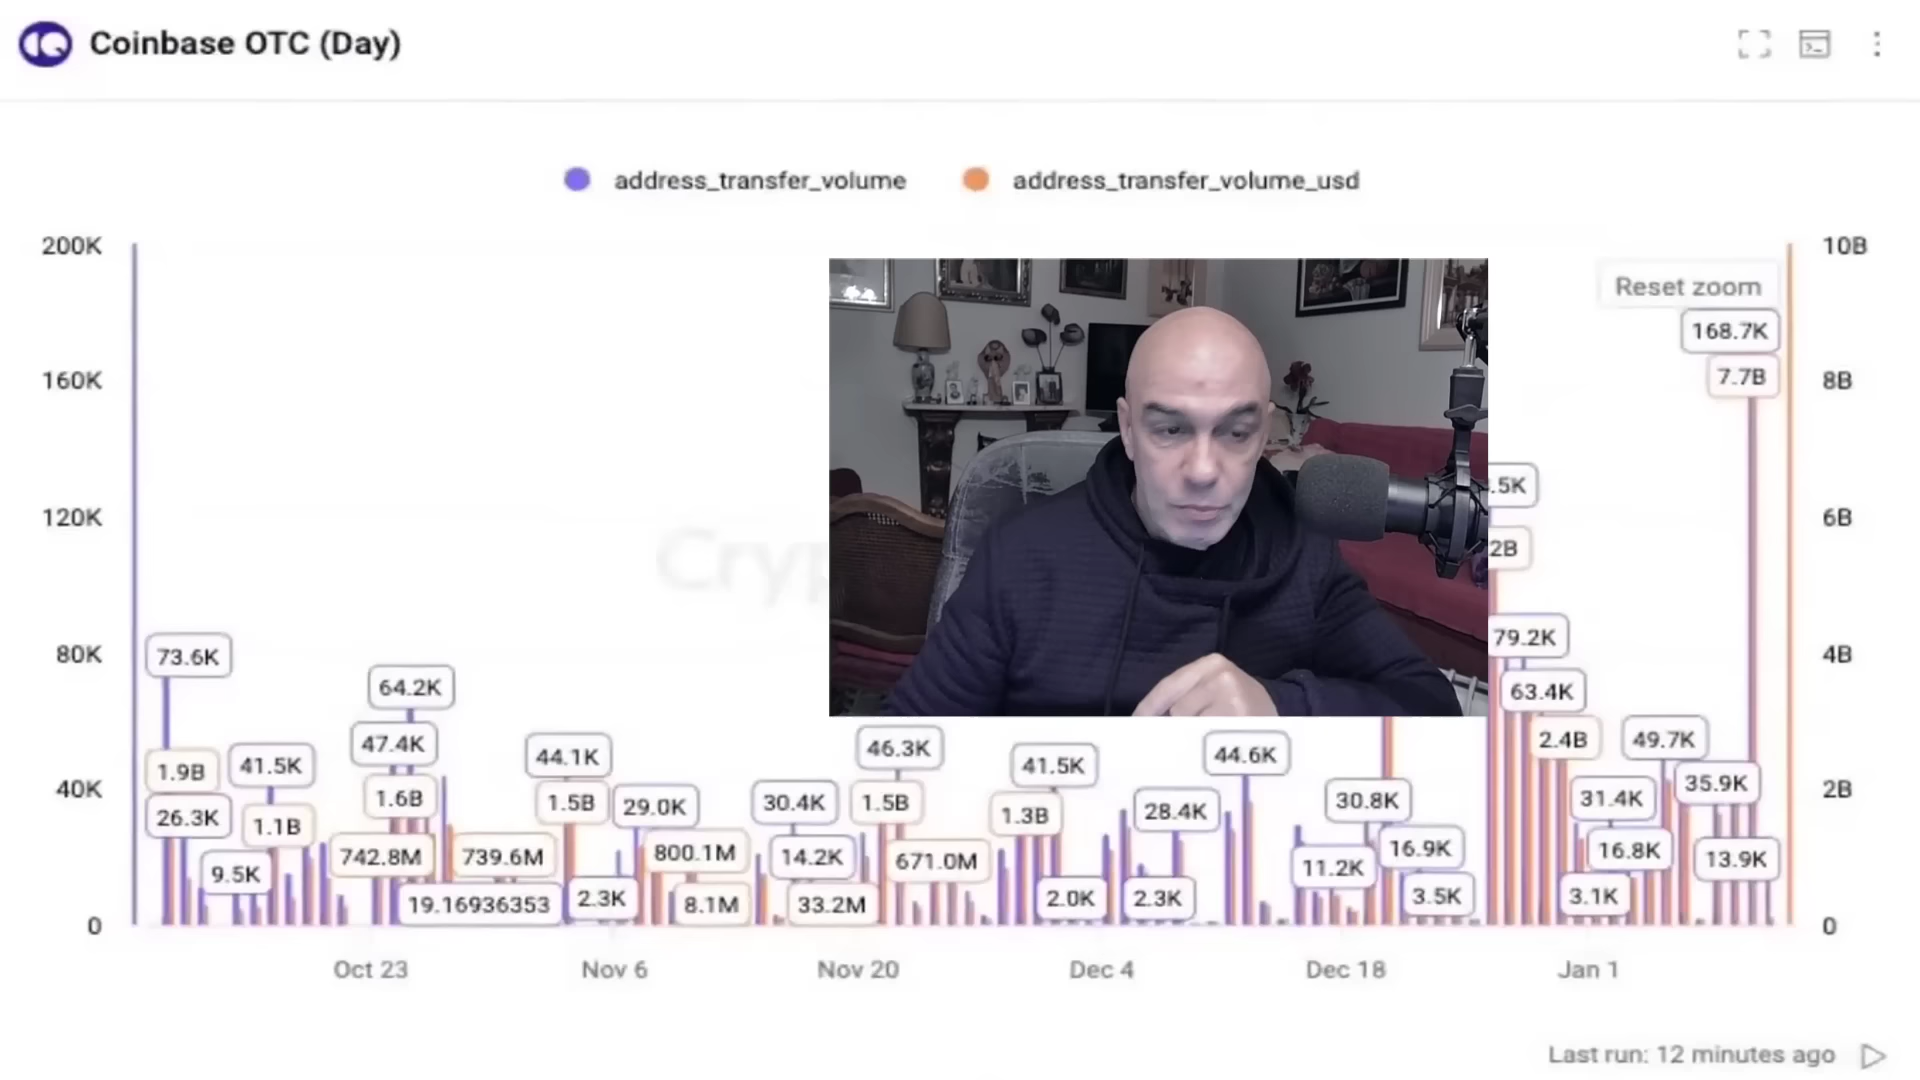 Coinbase OTC (Day)
address_transfer_volume
address_transfer_volume_usd
200K
10B
Reset zoom
168.7K
160K
7.7B
8B
.5K
120K
6B
2B
79.2K
80K
73.6K
4B
64.2K
63.4K
47.4K
2.4B
49.7K
44.1K
46.3K
44.6K
1.9B
41.5K
41.5K
35.9K
40K
2B
1.6B
1.5B
29.0K
30.4K
1.5B
30.8K
31.4K
26.3K
1.1B
1.3B
28.4K
742.8M
739.6M
800.1M
14.2K
671.0M
16.9K
16.8K
13.9K
9.5K
11.2K
19.16936353
2.3K
8.1M
33.2M
2.0K
2.3K
3.5K
3.1K
0
0
Oct 23
Nov 6
Nov 20
Dec 4
Dec 18
Jan 1
Last run: 12 minutes ago